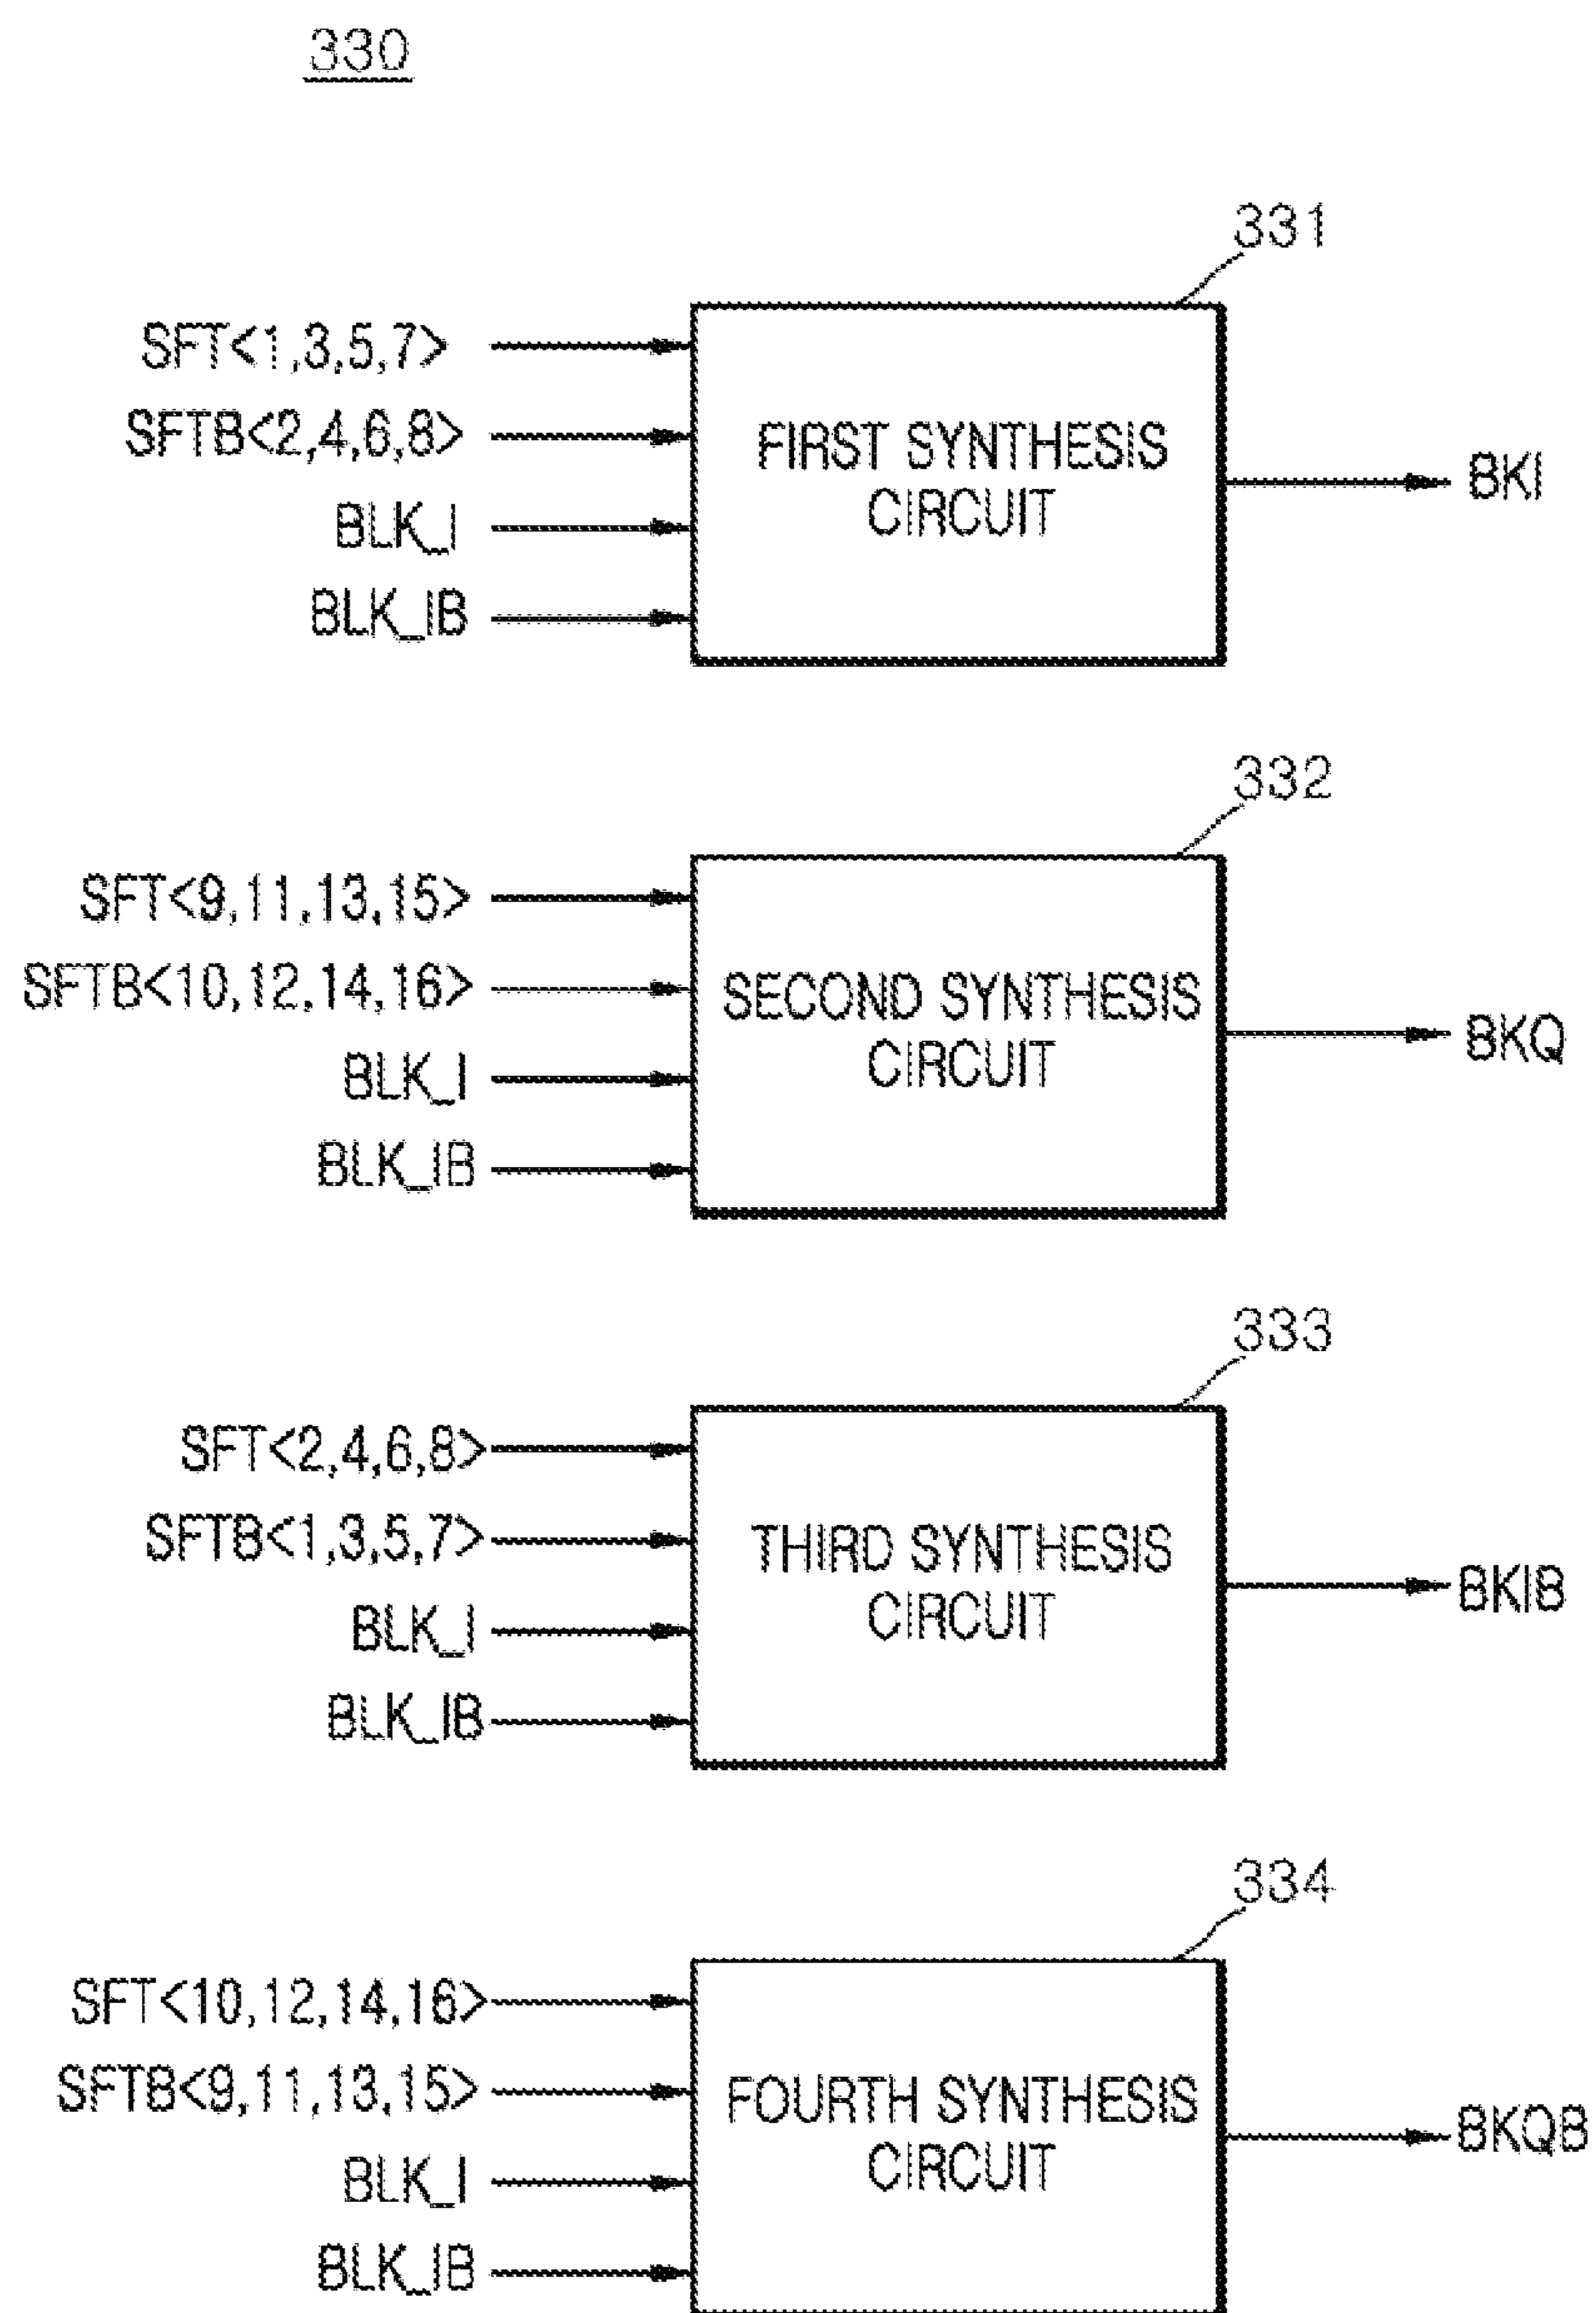 330
331
SFT<1,3,5,7>
SFTB<2,4,6,8>
BLK_I
BLK_IB
FIRST SYNTHESIS
CIRCUIT
BKI
332
SFT<9,11,13,15>
SFTB<10,12,14,16>
BLK_I
BLK_IB
SECOND SYNTHESIS
CIRCUIT
BKQ
333
SFT<2,4,6,8>
SFTB<1,3,5,7>
BLK_I
BLK_IB
THIRD SYNTHESIS
CIRCUIT
BKIB
334
SFT<10,12,14,16>
SFTB<9,11,13,15>
BLK_I
BLK_IB
FOURTH SYNTHESIS
CIRCUIT
BKQB